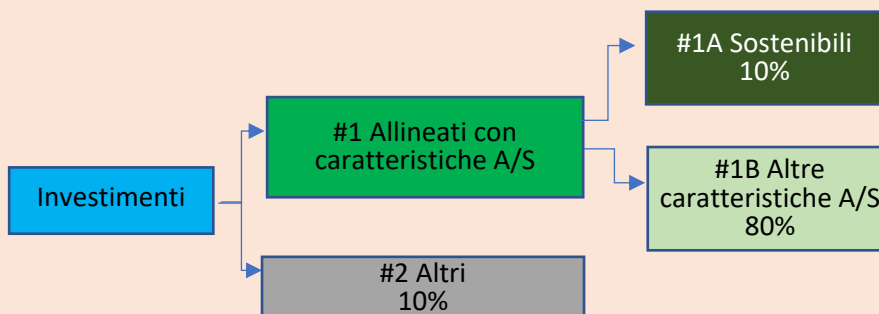 Investimenti
#1 Allineati con
caratteristiche A/S
#2 Altri
10%
#1A Sostenibili
10%
#1B Altre
caratteristiche A/S
80%